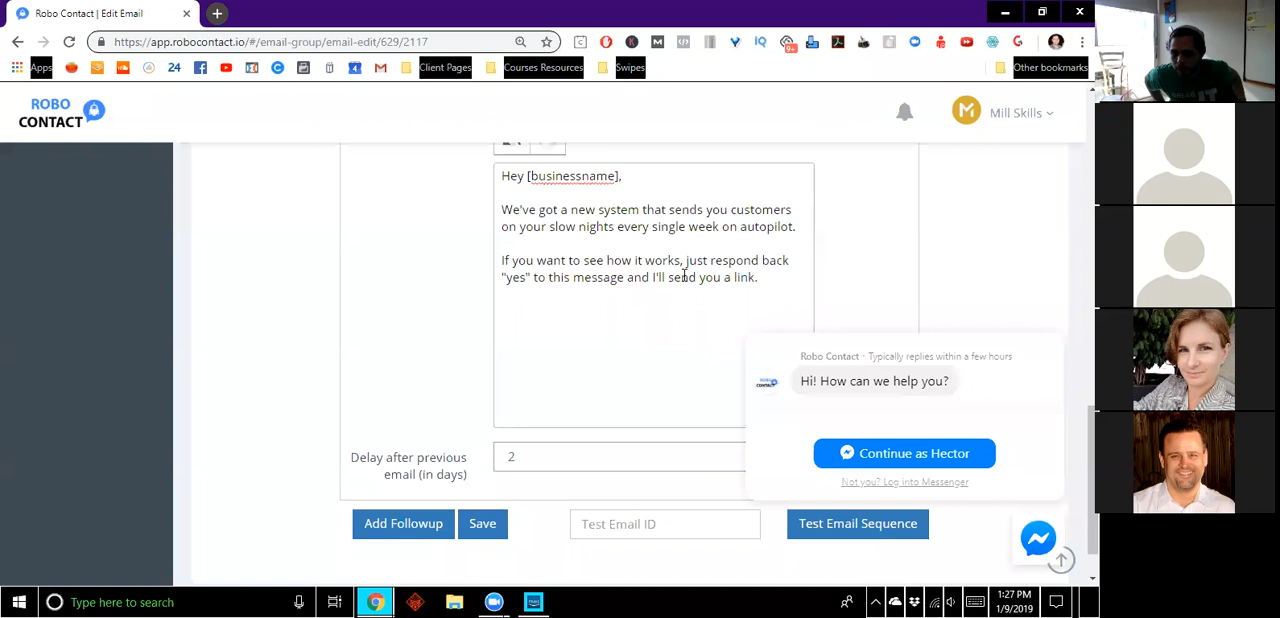 Robo Contact | Edit Email
https://app.robocontact.io/#/email-group/email-edit/629/2117
Apps
24
Client Pages
Courses Resources
Swipes
Other bookmarks
ROBO
CONTACT
M
Mill Skills
Hey [businessname],
We've got a new system that sends you customers
on your slow nights every single week on autopilot.
If you want to see how it works, just respond back
"yes" to this message and I'll send you a link.
Robo Contact · Typically replies within a few hours
Hi! How can we help you?
Continue as Hector
Not you? Log into Messenger
Delay after previous
email (in days)
2
Add Followup
Save
Test Email ID
Test Email Sequence
Type here to search
1:27 PM
1/9/2019